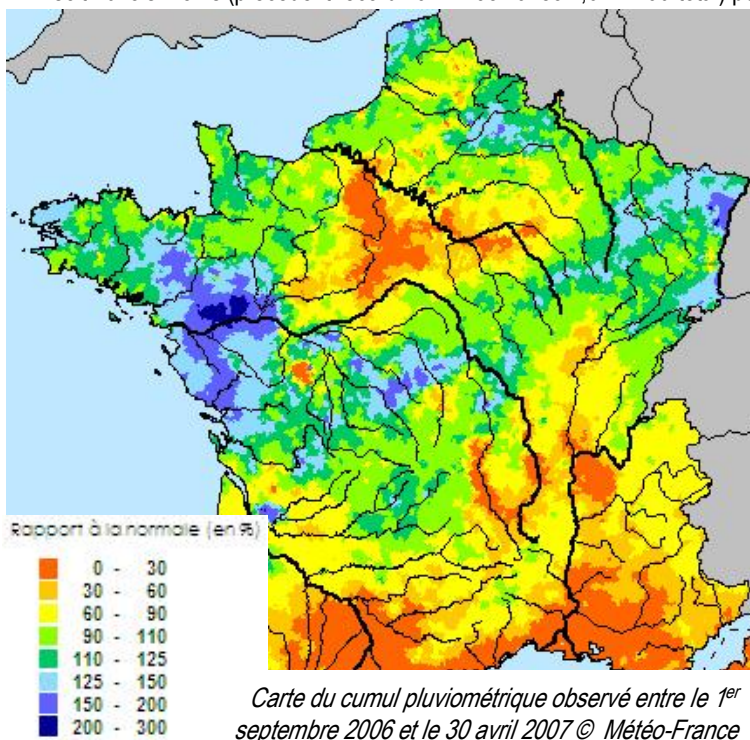 Rapport à la normale (en %)
0 - 30
30 - 60
60 - 90
90 - 110
110 - 125
125 - 150
150 - 200
200 - 300
Carte du cumul pluviométrique observé entre le 1er
septembre 2006 et le 30 avril 2007 © Météo-France